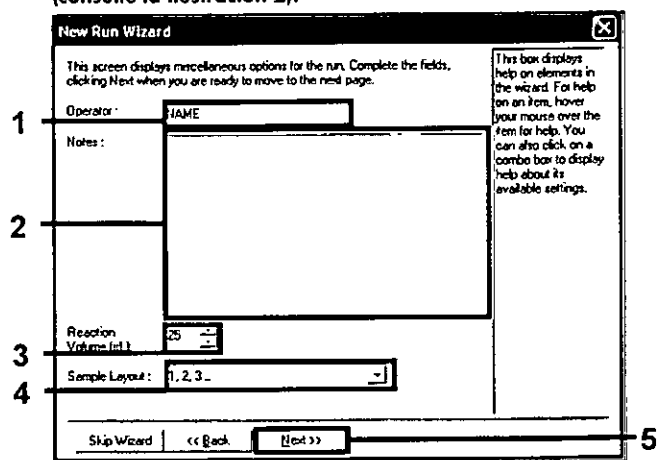 New Run Wizard
This screen displays miscellaneous options for the run. Complete the fields,
clicking Next when you are ready to move to the next page.
This box displays
help on elements in
the wizard. For help
on an item, hover
your mouse over the
item for help. You
can also click on a
combo box to display
help about its
available settings.
1
Operator :
NAME
2
Notes :
3
Reaction
Volume (µL):
25
4
Sample Layout :
1, 2, 3...
Skip Wizard
<< Back
Next >>
5